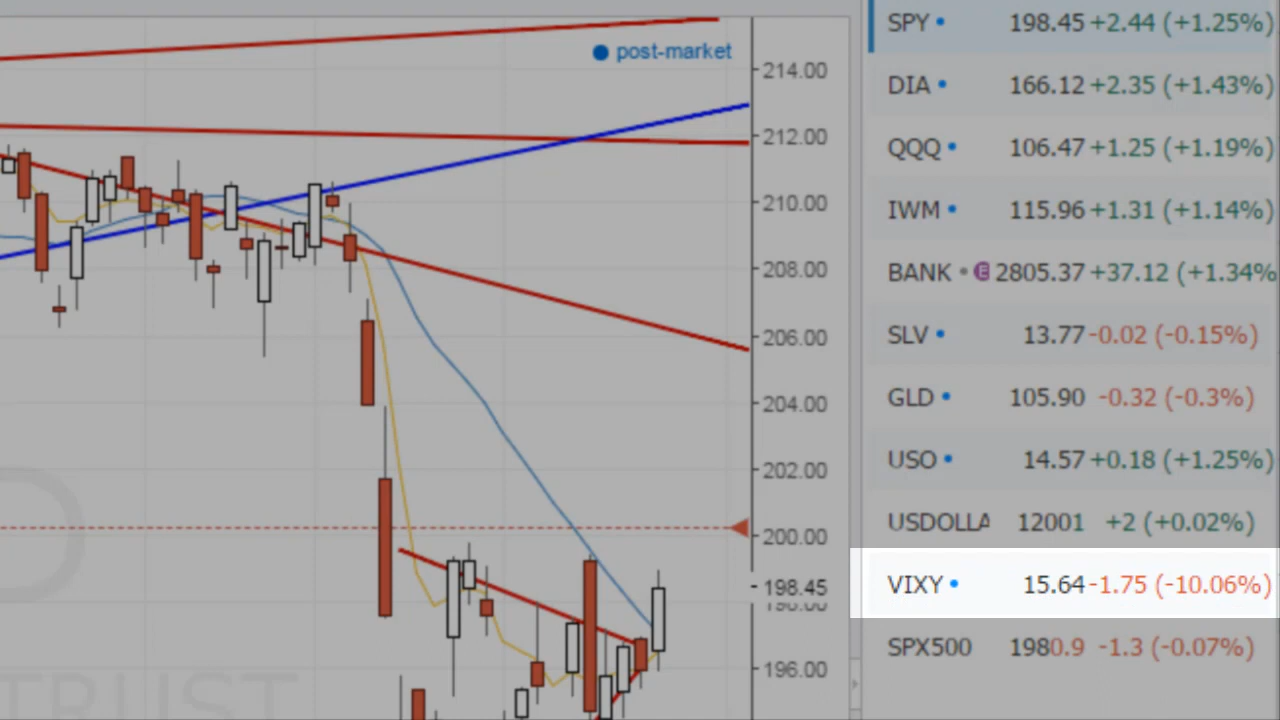 post-market
214.00
212.00
210.00
208.00
206.00
204.00
202.00
200.00
198.45
198.00
196.00
TRUST
SPY 198.45 +2.44 (+1.25%)
DIA 166.12 +2.35 (+1.43%)
QQQ 106.47 +1.25 (+1.19%)
IWM 115.96 +1.31 (+1.14%)
BANK E 2805.37 +37.12 (+1.34%
SLV 13.77 -0.02 (-0.15%)
GLD 105.90 -0.32 (-0.3%)
USO 14.57 +0.18 (+1.25%)
USDOLLA 12001 +2 (+0.02%)
VIXY 15.64 -1.75 (-10.06%)
SPX500 1980.9 -1.3 (-0.07%)